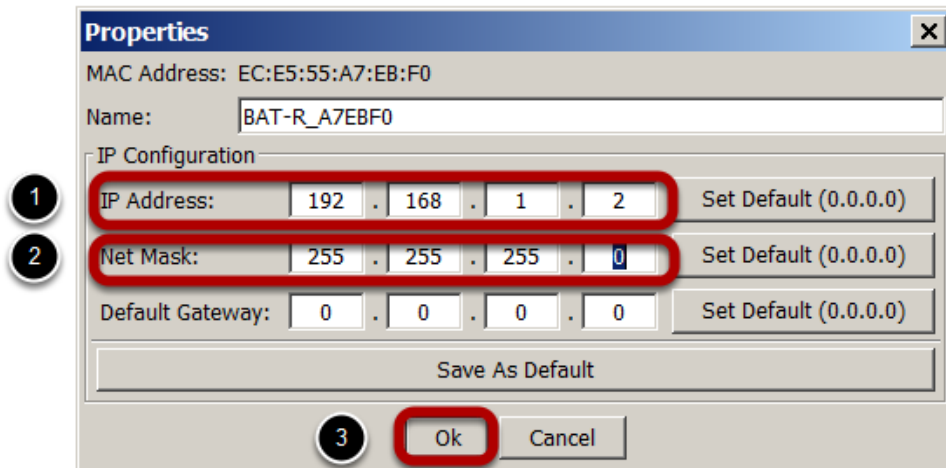 Properties
MAC Address: EC:E5:55:A7:EB:F0
Name: BAT-R_A7EBF0
IP Configuration
1 IP Address: 192 . 168 . 1 . 2 Set Default (0.0.0.0)
2 Net Mask: 255 . 255 . 255 . 0 Set Default (0.0.0.0)
Default Gateway: 0 . 0 . 0 . 0 Set Default (0.0.0.0)
Save As Default
3 Ok Cancel